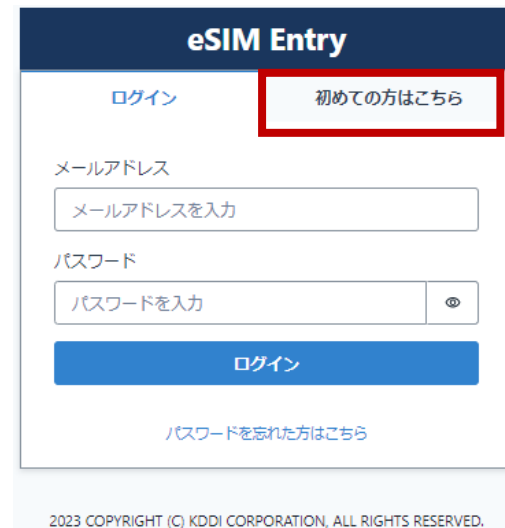 eSIM Entry
ログイン
初めての方はこちら
メールアドレス
メールアドレスを入力
パスワード
パスワードを入力
ログイン
パスワードを忘れた方はこちら
2023 COPYRIGHT (C) KDDI CORPORATION, ALL RIGHTS RESERVED.